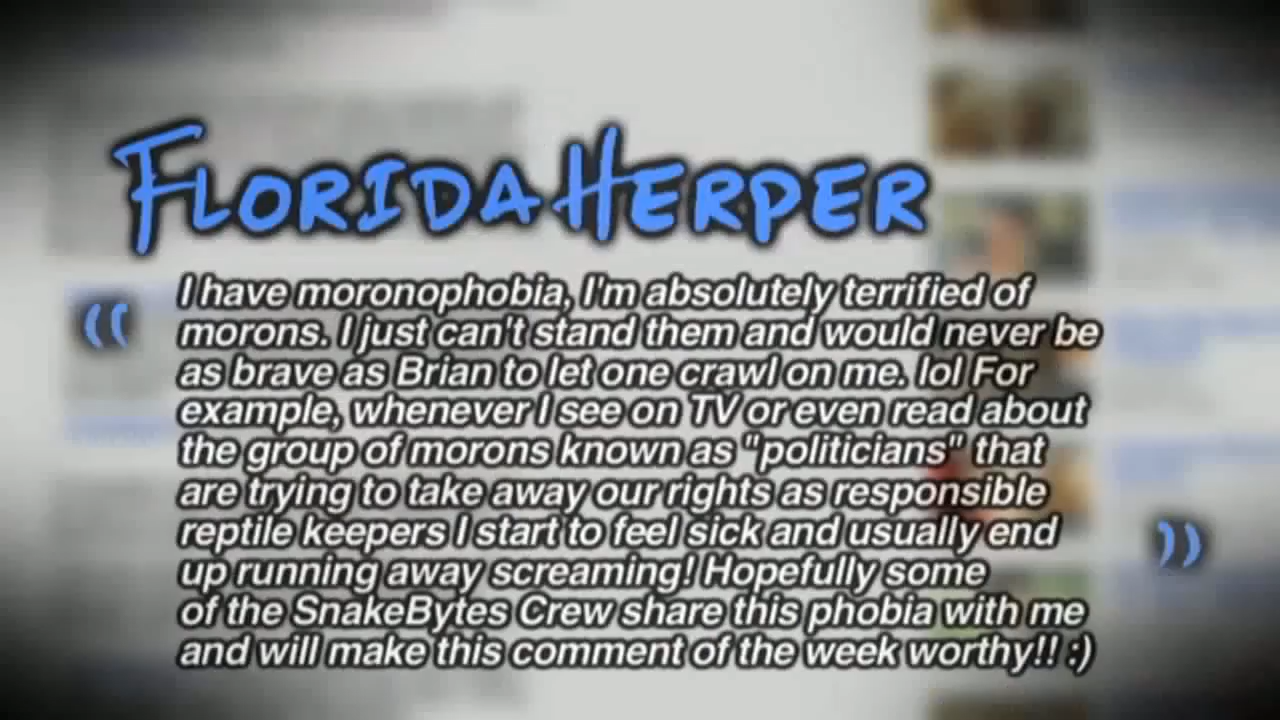 Florida Herper
“
I have moronophobia, I'm absolutely terrified of
morons. I just can't stand them and would never be
as brave as Brian to let one crawl on me. lol For
example, whenever I see on TV or even read about
the group of morons known as "politicians" that
are trying to take away our rights as responsible
reptile keepers I start to feel sick and usually end
up running away screaming! Hopefully some
of the SnakeBytes Crew share this phobia with me
and will make this comment of the week worthy!! :)
”